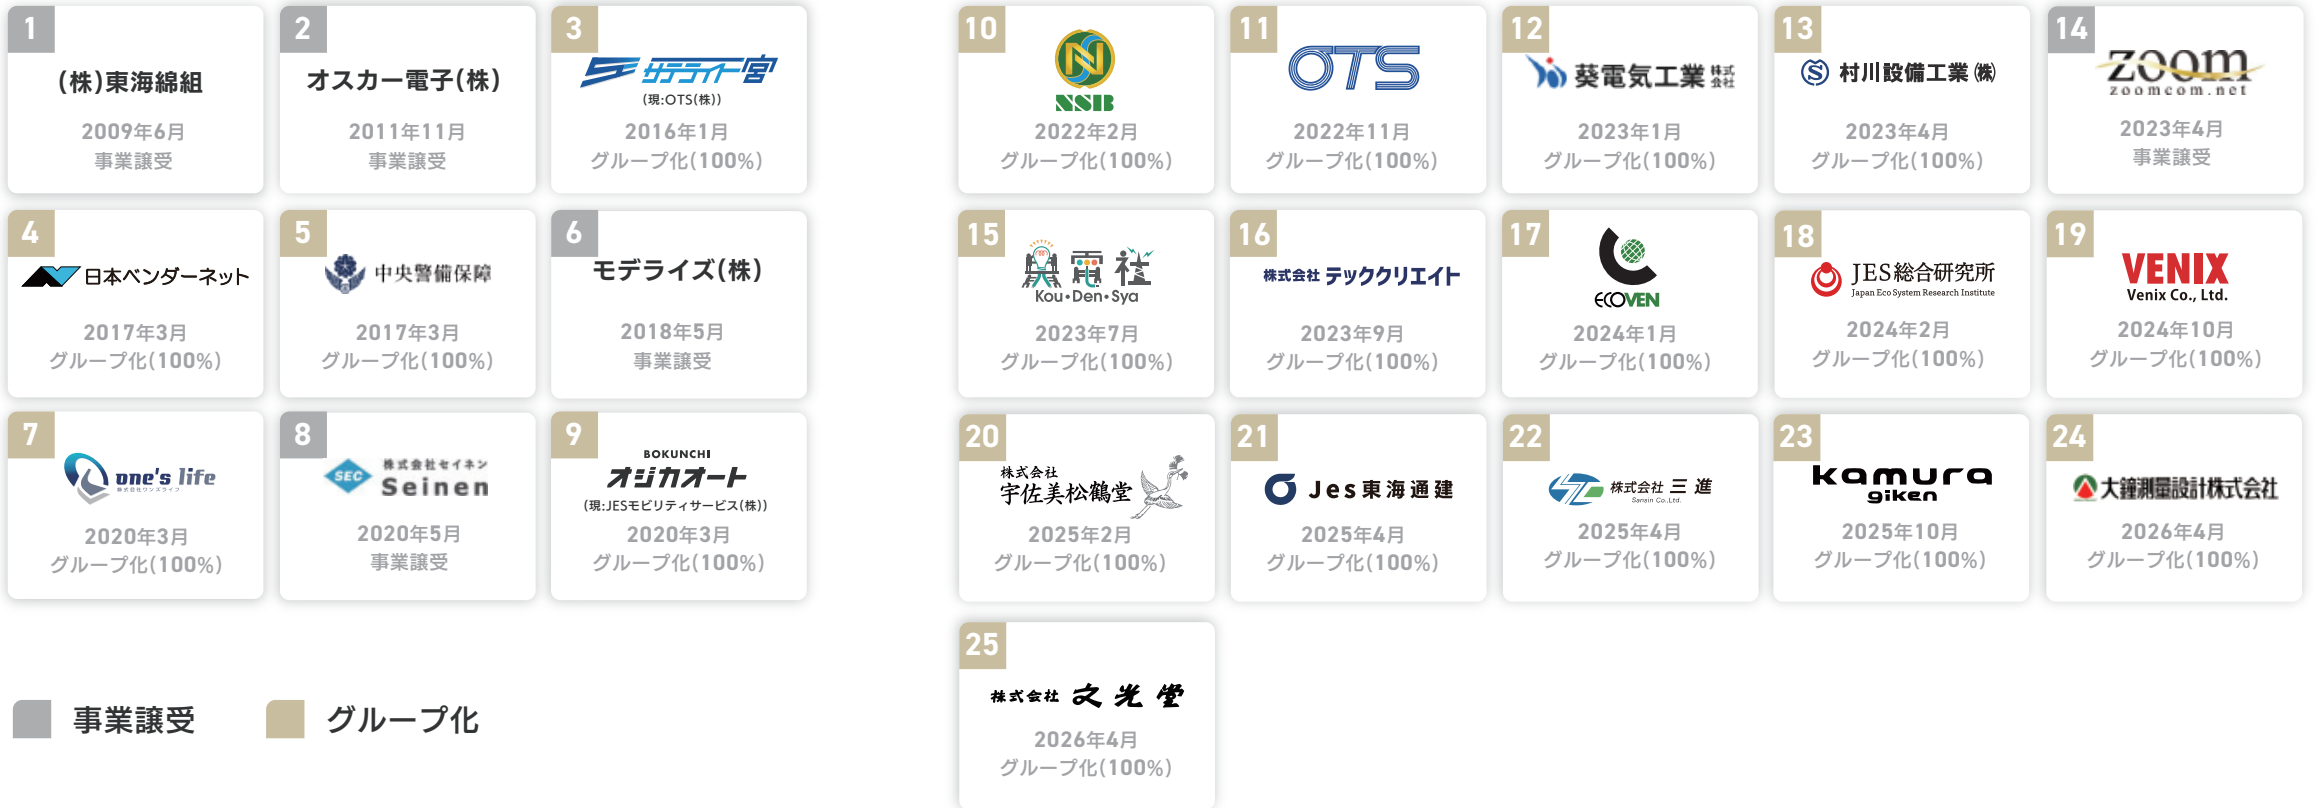 1
(株)東海綿組
2009年6月
事業譲受
2
オスカー電子(株)
2011年11月
事業譲受
3
サテライト一宮
(現:OTS(株))
2016年1月
グループ化(100%)
4
日本ベンダーネット
2017年3月
グループ化(100%)
5
中央警備保障
2017年3月
グループ化(100%)
6
モデライズ(株)
2018年5月
事業譲受
7
one's life
株式会社ワンズライフ
2020年3月
グループ化(100%)
8
SEC
株式会社セイネン
Seinen
2020年5月
事業譲受
9
BOKUNCHI
オジカオート
(現:JESモビリティサービス(株))
2020年3月
グループ化(100%)
10
NSIB
2022年2月
グループ化(100%)
11
OTS
2022年11月
グループ化(100%)
12
葵電気工業 株式会社
2023年1月
グループ化(100%)
13
村川設備工業(株)
2023年4月
グループ化(100%)
14
zoom
zoomcom.net
2023年4月
事業譲受
15
興電社
Kou・Den・Sya
2023年7月
グループ化(100%)
16
株式会社 テッククリエイト
2023年9月
グループ化(100%)
17
ECOVEN
2024年1月
グループ化(100%)
18
JES総合研究所
Japan Eco System Research Institute
2024年2月
グループ化(100%)
19
VENIX
Venix Co., Ltd.
2024年10月
グループ化(100%)
20
株式会社
宇佐美松鶴堂
2025年2月
グループ化(100%)
21
Jes東海通建
2025年4月
グループ化(100%)
22
株式会社 三進
Sansin Co.,Ltd.
2025年4月
グループ化(100%)
23
kamura
giken
2025年10月
グループ化(100%)
24
大鐘測量設計株式会社
2026年4月
グループ化(100%)
25
株式会社 文光堂
2026年4月
グループ化(100%)
事業譲受
グループ化